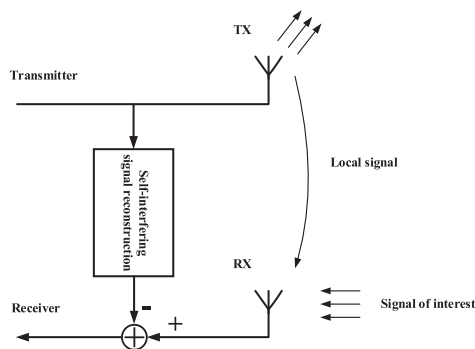 TX
Transmitter
Self-interfering
signal reconstruction
Local signal
RX
Receiver
-
+
Signal of interest